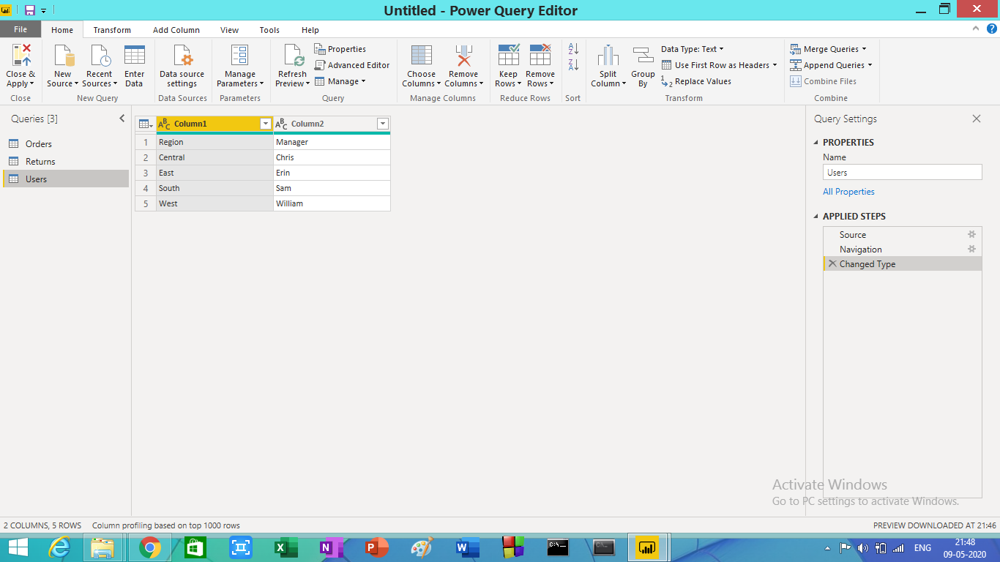 Untitled - Power Query Editor
File Home Transform Add Column View Tools Help
Close & Apply
New Source
Recent Sources
Enter Data
Data source settings
Manage Parameters
Refresh Preview
Properties
Advanced Editor
Manage
Choose Columns
Remove Columns
Keep Rows
Remove Rows
Split Column
Group By
Data Type: Text
Use First Row as Headers
Replace Values
Merge Queries
Append Queries
Combine Files
Close New Query Data Sources Parameters Query Manage Columns Reduce Rows Sort Transform Combine
Queries [3]
Orders
Returns
Users
Column1 Column2
1 Region Manager
2 Central Chris
3 East Erin
4 South Sam
5 West William
Query Settings
PROPERTIES
Name
Users
All Properties
APPLIED STEPS
Source
Navigation
Changed Type
Activate Windows
Go to PC settings to activate Windows.
2 COLUMNS, 5 ROWS Column profiling based on top 1000 rows
PREVIEW DOWNLOADED AT 21:46
ENG
21:48
09-05-2020